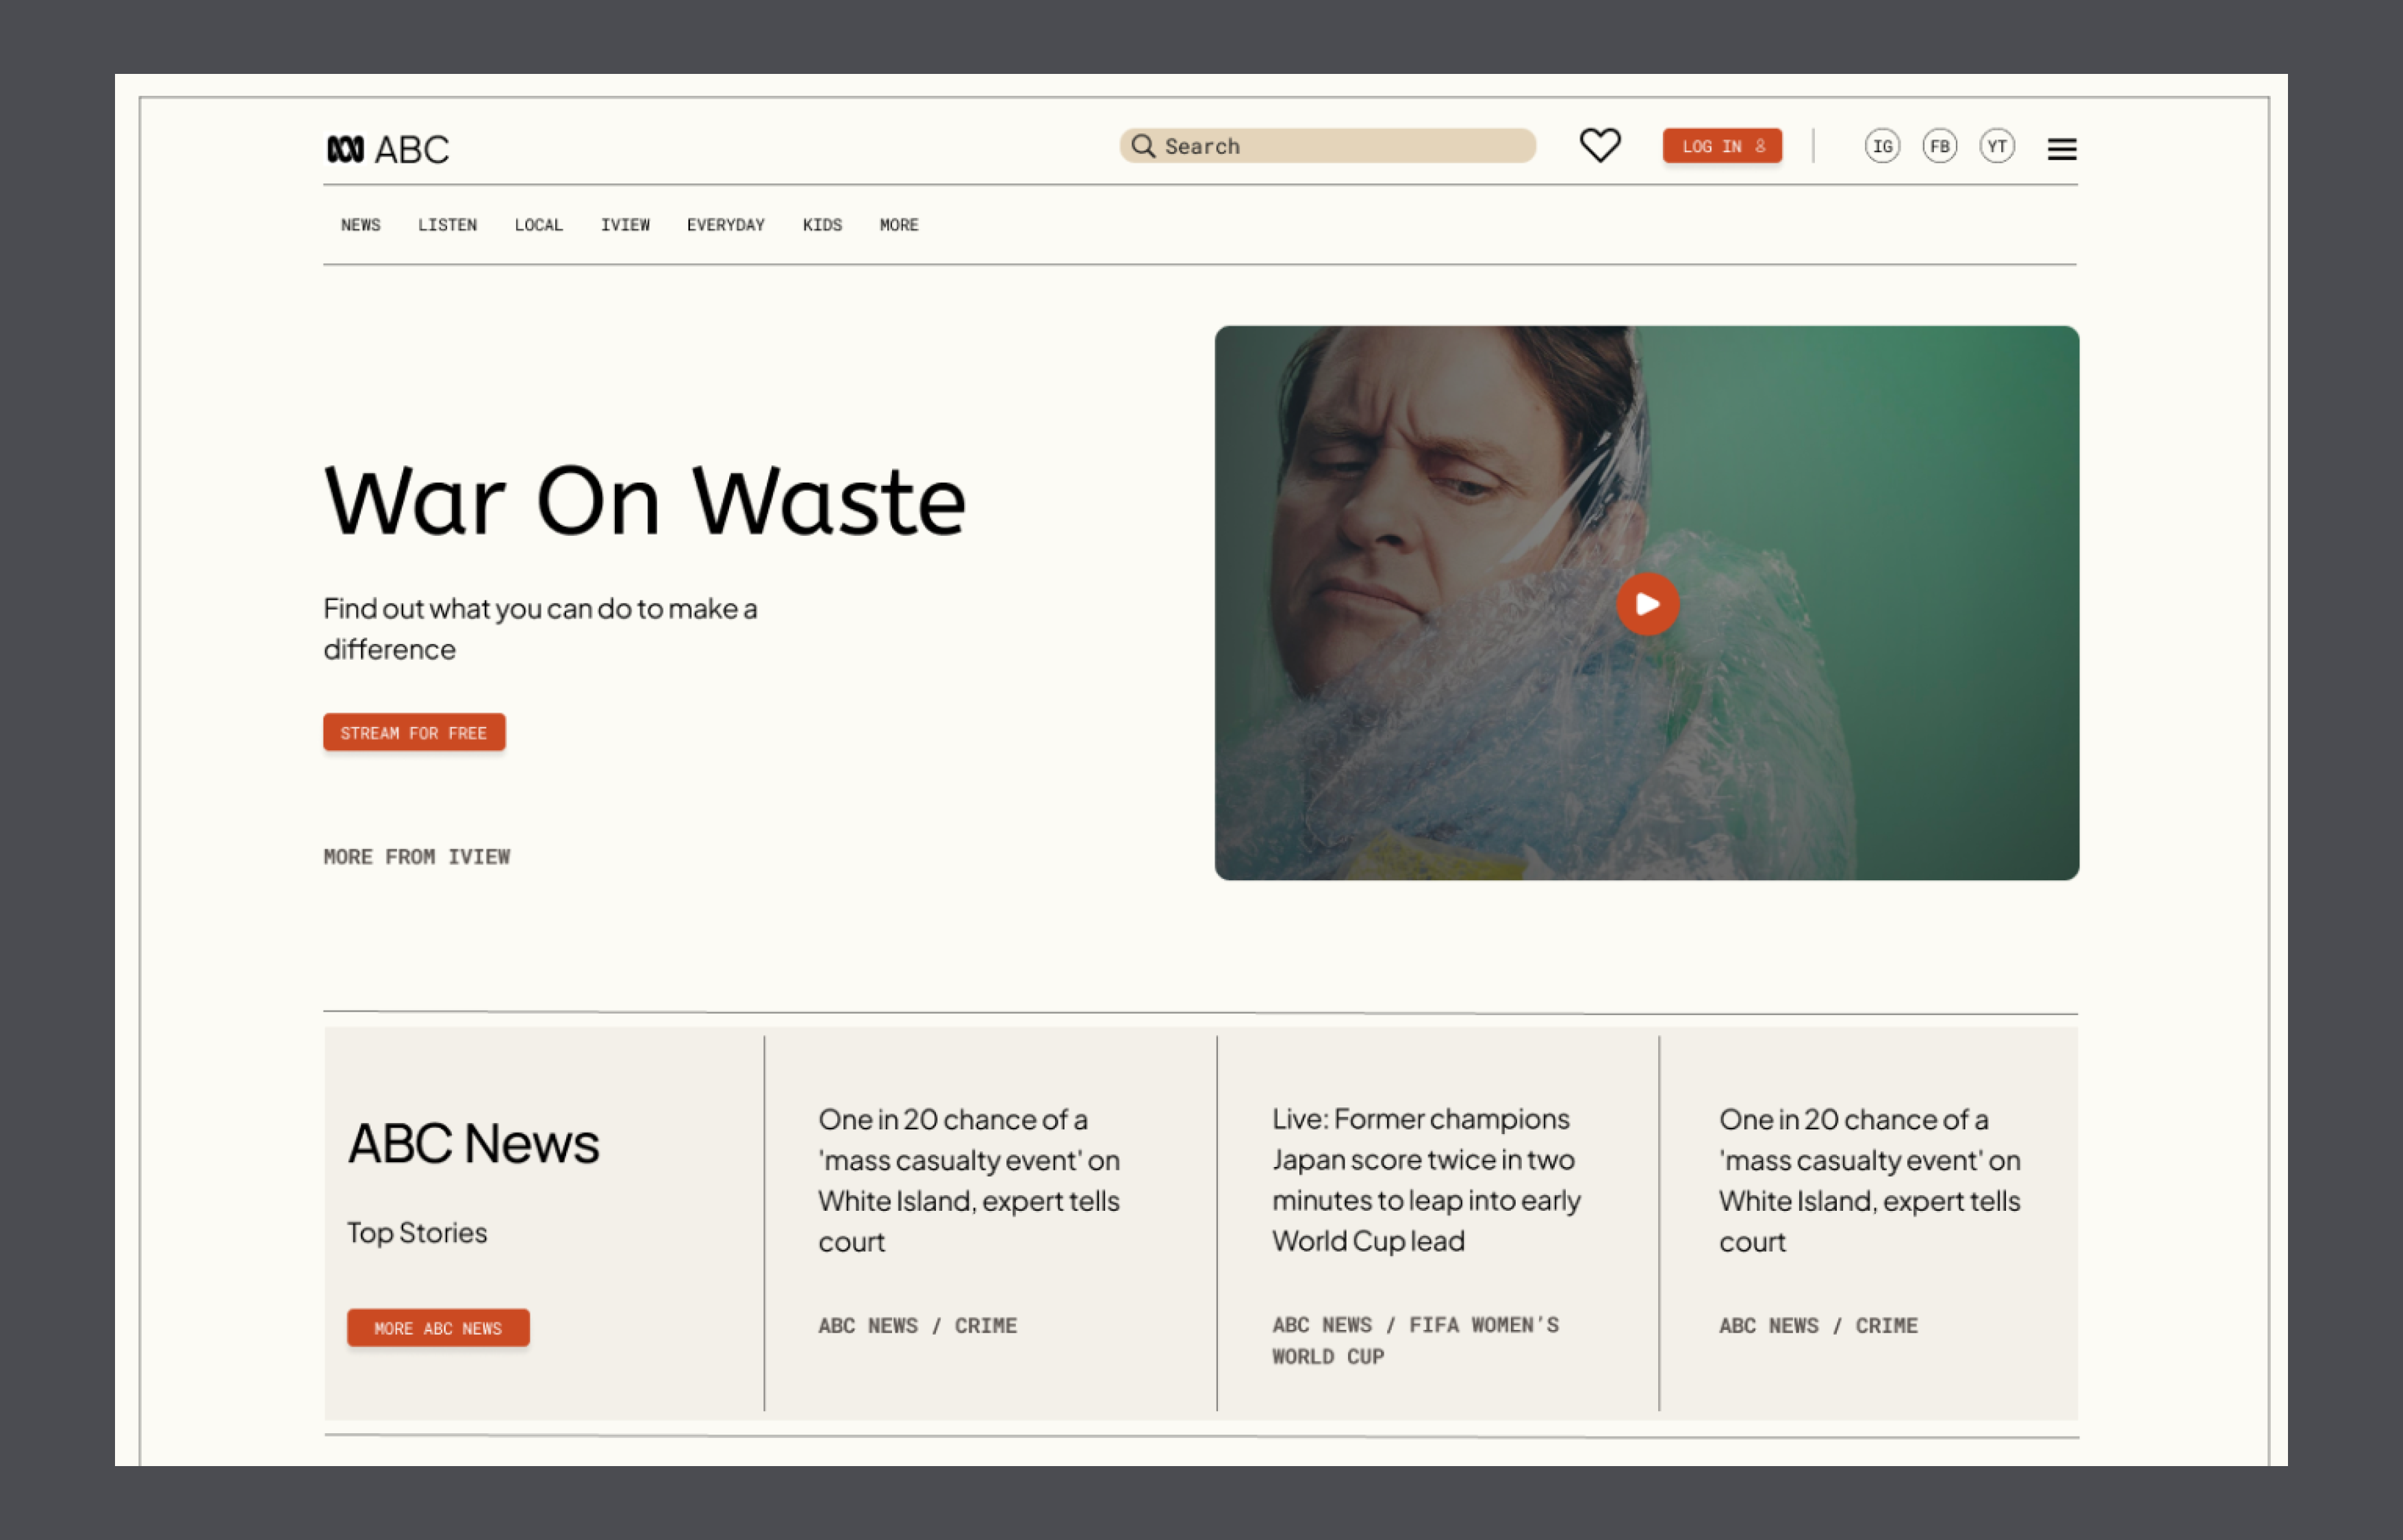 ABC
Search
LOG IN
IG
FB
YT
NEWS LISTEN LOCAL IVIEW EVERYDAY KIDS MORE
War On Waste
Find out what you can do to make a
difference
STREAM FOR FREE
MORE FROM IVIEW
ABC News
Top Stories
MORE ABC NEWS
One in 20 chance of a
'mass casualty event' on
White Island, expert tells
court
ABC NEWS / CRIME
Live: Former champions
Japan score twice in two
minutes to leap into early
World Cup lead
ABC NEWS / FIFA WOMEN'S
WORLD CUP
One in 20 chance of a
'mass casualty event' on
White Island, expert tells
court
ABC NEWS / CRIME